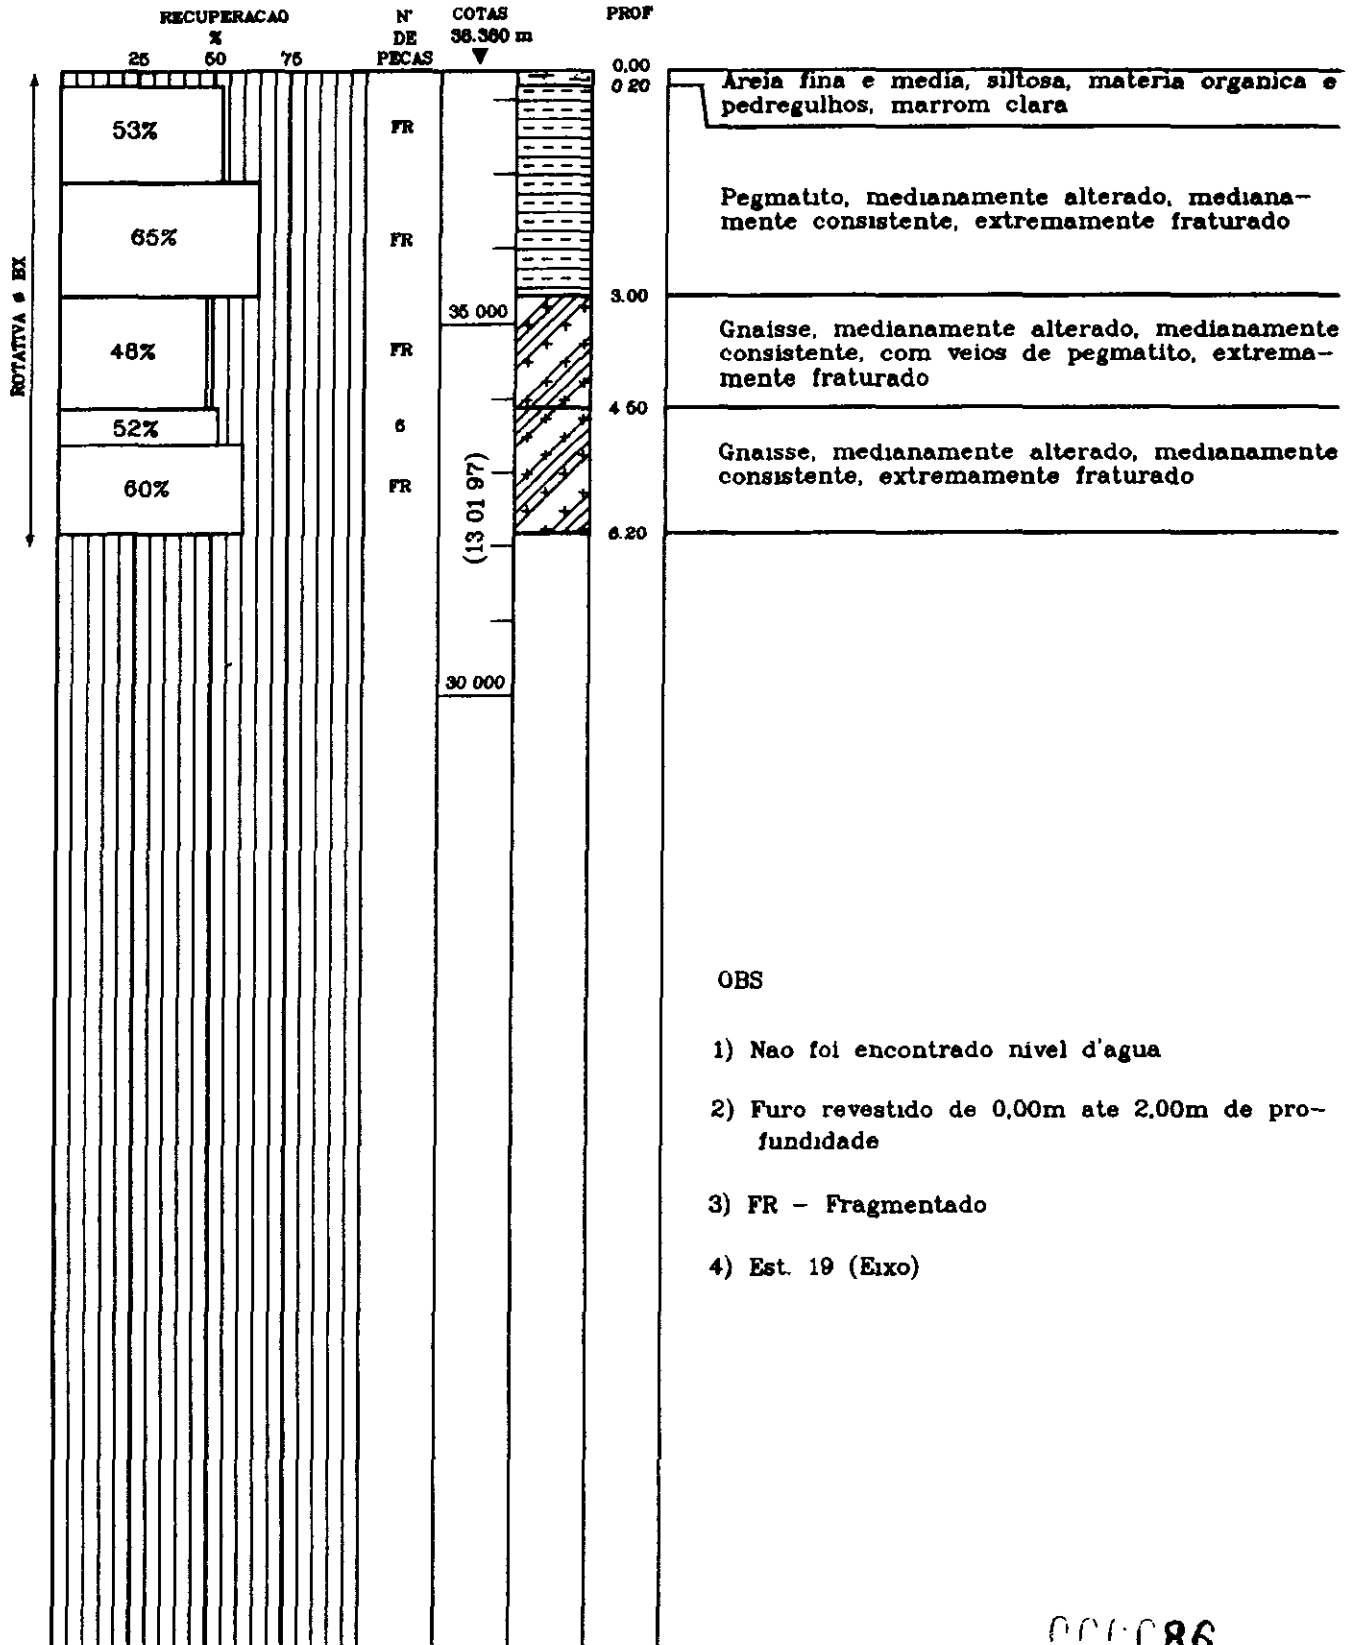 RECUPERACAO
%
25 50 75
N°
DE
PECAS
COTAS
38.360 m
PROF
0,00
0 20
Areia fina e media, siltosa, materia organica e
pedregulhos, marrom clara
53%
FR
Pegmatito, medianamente alterado, mediana-
mente consistente, extremamente fraturado
65%
FR
ROTATIVA ø BX
3.00
35 000
Gnaisse, medianamente alterado, medianamente
consistente, com veios de pegmatito, extrema-
mente fraturado
48%
FR
4 50
52%
6
Gnaisse, medianamente alterado, medianamente
consistente, extremamente fraturado
60%
FR
(13 01 97)
6.20
30 000
OBS
1) Nao foi encontrado nivel d'agua
2) Furo revestido de 0,00m ate 2,00m de pro-
fundidade
3) FR - Fragmentado
4) Est. 19 (Eixo)
86